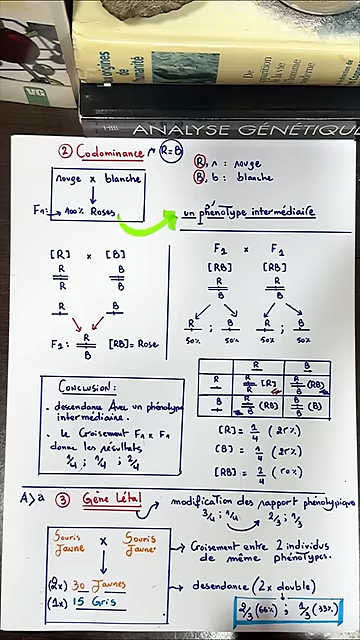 origines
de
l'humanité
De
ANALYSE GÉNÉTIQUE
② Codominance → R=B
R, r : rouge
B, b : blanche
rouge x blanche
F1: → 100% Roses
un phénotype intermédiaire
[R] x [B]
R B
R B
R B
F1: R [RB] = Rose
B
F1 x F1
[RB] [RB]
R R
B B
R ; B R ; B
50% 50% 50% 50%
R B
R R [R] R (RB)
R B
B R (RB) B (B)
B B
[R] = 1/4 (25%)
[B] = 1/4 (25%)
[RB] = 2/4 (50%)
CONCLUSION :
. descendance Avec un phénotype
intermédiaire.
. le Croisement F1 x F1
donne les résultats
1/4 ; 1/4 ; 2/4
A>a ③ Gène Létal
modification des rapport phénotypique
3/4 ; 1/4 2/3 ; 1/3
Souris x Souris
Jaune Jaune
(2x) 30 Jaunes
(1x) 15 Gris
→ Croisement entre 2 individus
de même phénotypes.
→ desendance (2x double)
2/3 (66%) ; 1/3 (33%)